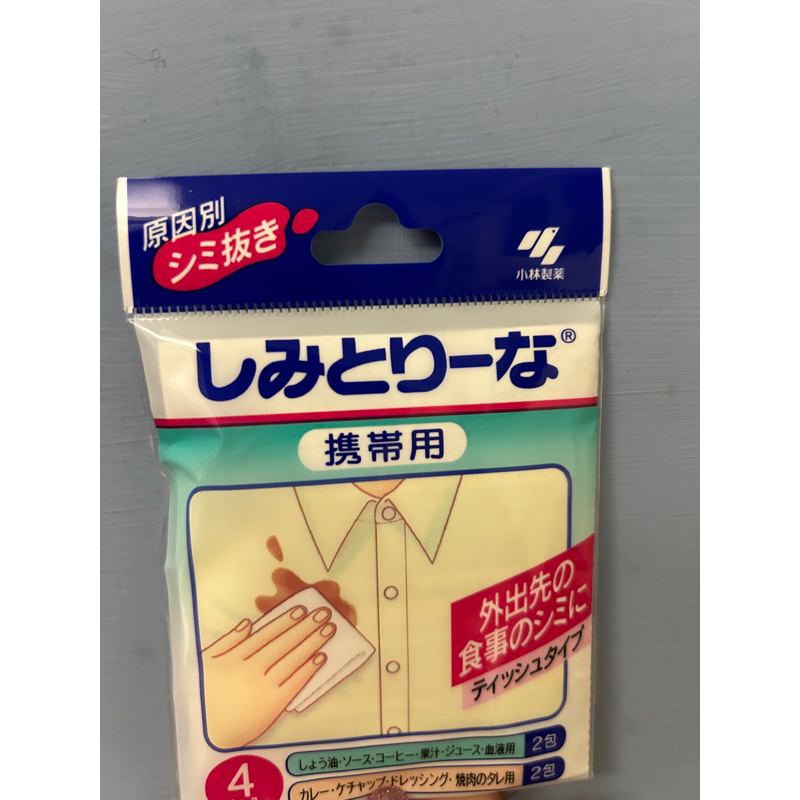 原因別
シミ抜き
小林製薬
しみとりーな®
携帯用
外出先の
食事のシミに
ティッシュタイプ
しょう油・ソース・コーヒー・果汁・ジュース・血液用 2包
カレー・ケチャップ・ドレッシング・焼肉のタレ用 2包
4